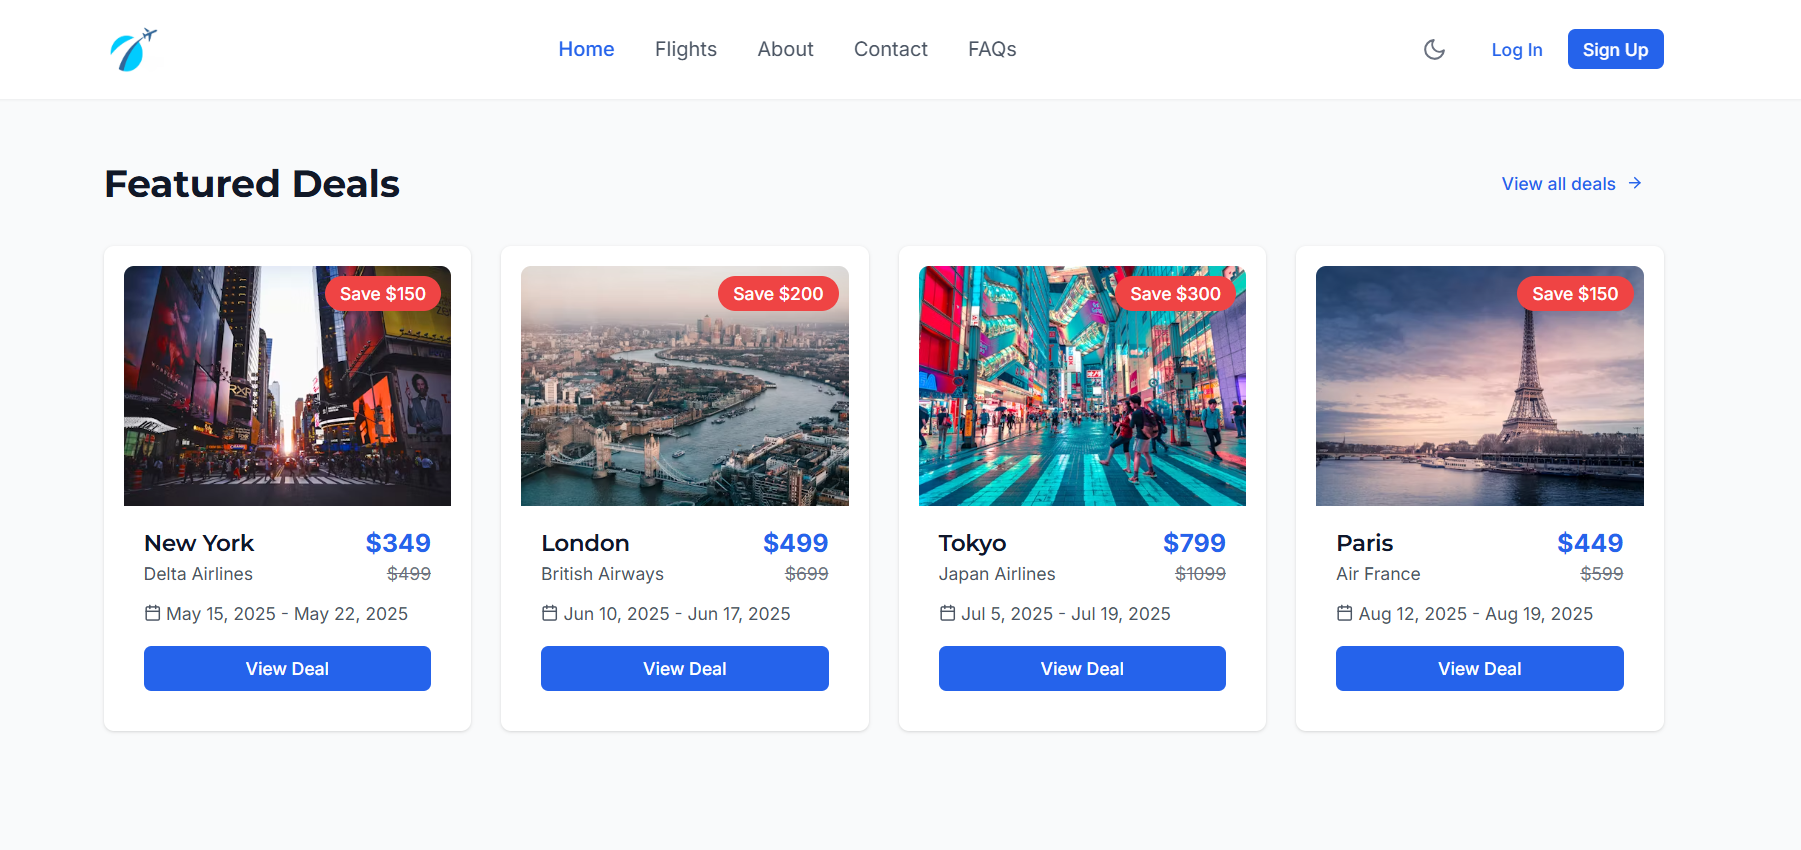 Home Flights About Contact FAQs Log In Sign Up
Featured Deals View all deals →
Save $150
RXR
New York $349
Delta Airlines $499
May 15, 2025 - May 22, 2025
View Deal
Save $200
London $499
British Airways $699
Jun 10, 2025 - Jun 17, 2025
View Deal
Save $300
Tokyo $799
Japan Airlines $1099
Jul 5, 2025 - Jul 19, 2025
View Deal
Save $150
Paris $449
Air France $599
Aug 12, 2025 - Aug 19, 2025
View Deal